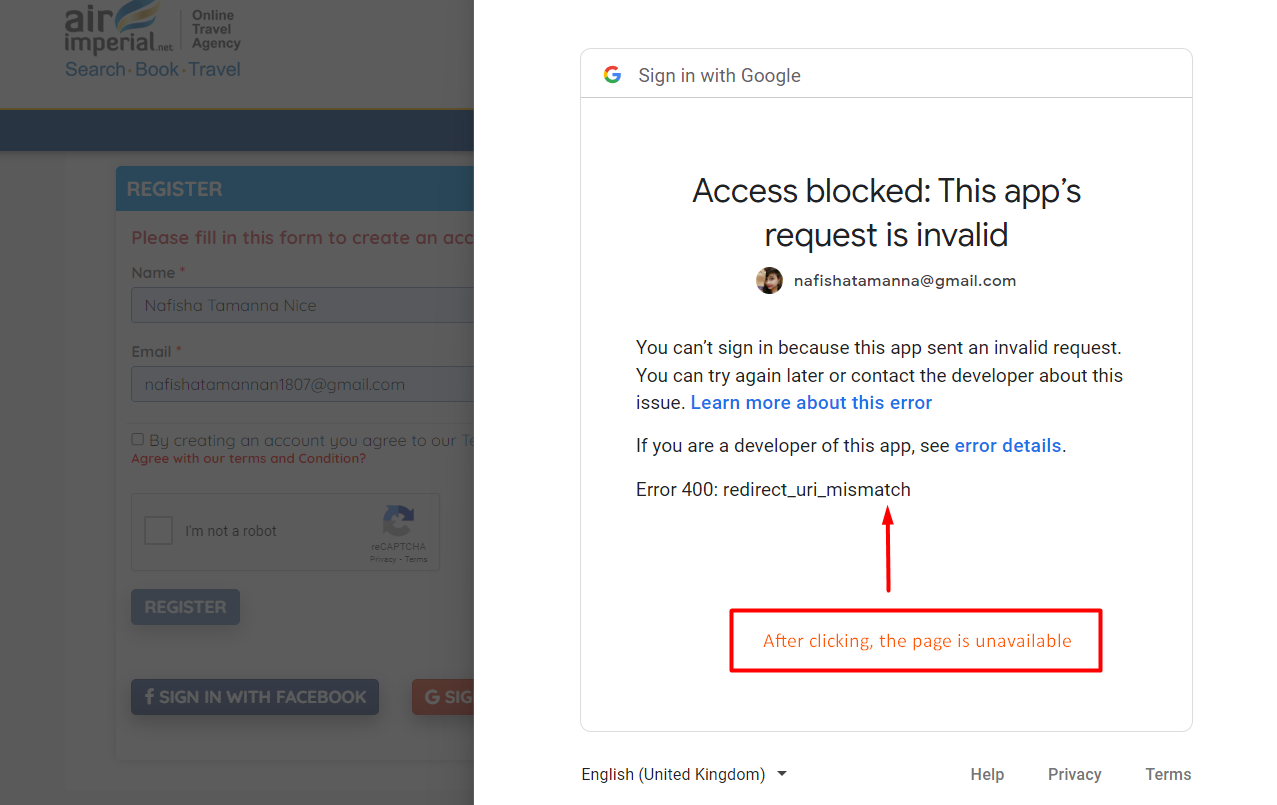 air
imperial.net
Online
Travel
Agency
Search · Book · Travel
REGISTER
Please fill in this form to create an acc
Name *
Nafisha Tamanna Nice
Email *
nafishatamannan1807@gmail.com
By creating an account you agree to our Te
Agree with our terms and Condition?
I'm not a robot
reCAPTCHA
Privacy - Terms
REGISTER
f SIGN IN WITH FACEBOOK
G SIG
G Sign in with Google
Access blocked: This app's
request is invalid
nafishatamanna@gmail.com
You can't sign in because this app sent an invalid request.
You can try again later or contact the developer about this
issue. Learn more about this error
If you are a developer of this app, see error details.
Error 400: redirect_uri_mismatch
After clicking, the page is unavailable
English (United Kingdom)
Help Privacy Terms